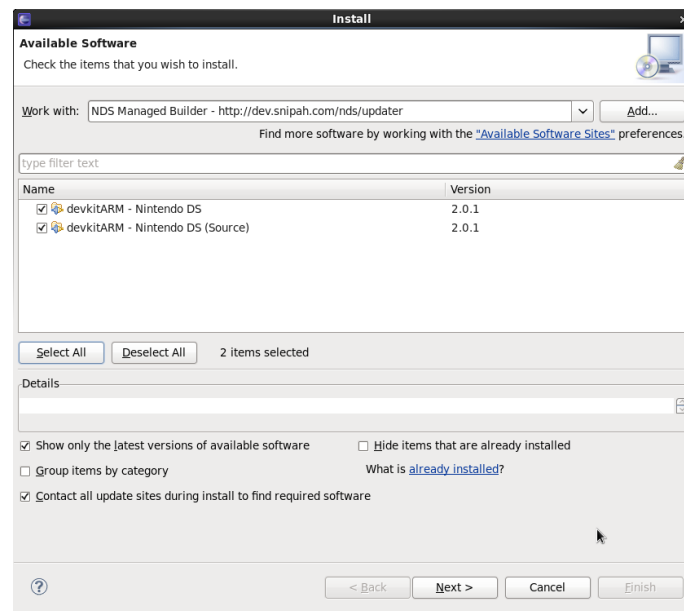 Install
Available Software
Check the items that you wish to install.
Work with: NDS Managed Builder - http://dev.snipah.com/nds/updater Add...
Find more software by working with the "Available Software Sites" preferences.
type filter text
Name Version
devkitARM - Nintendo DS 2.0.1
devkitARM - Nintendo DS (Source) 2.0.1
Select All Deselect All 2 items selected
Details
Show only the latest versions of available software Hide items that are already installed
Group items by category What is already installed?
Contact all update sites during install to find required software
? < Back Next > Cancel Finish